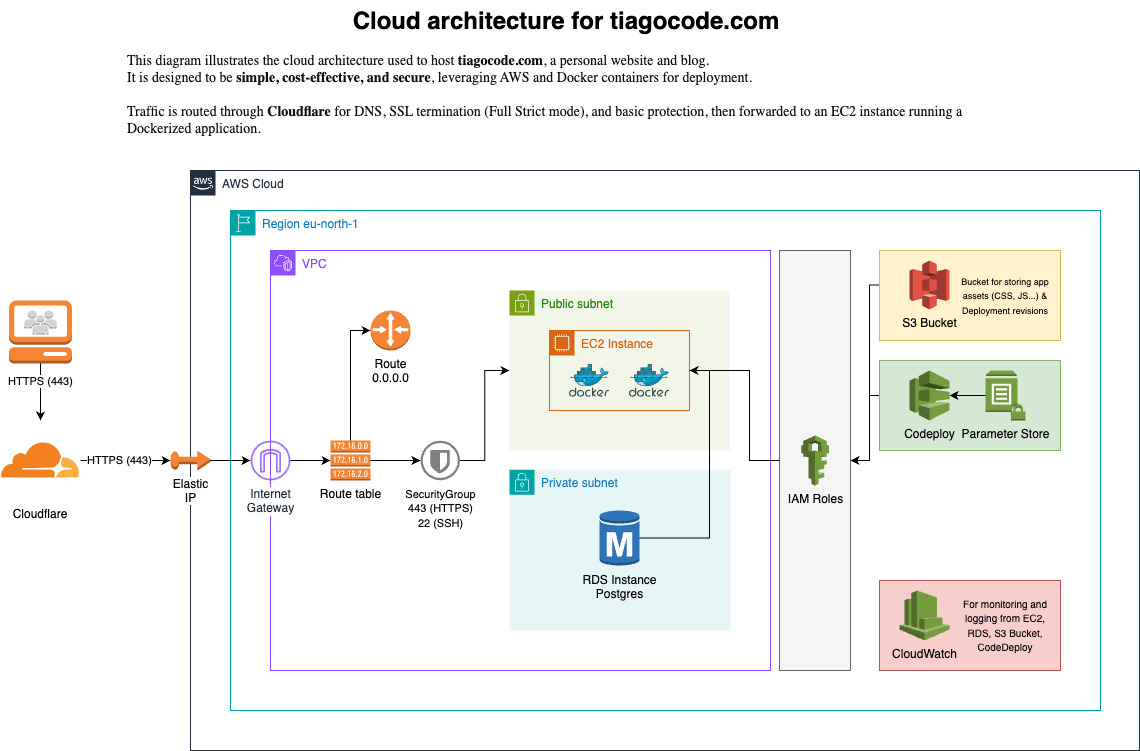 Cloud architecture for tiagocode.com
This diagram illustrates the cloud architecture used to host tiagocode.com, a personal website and blog.
It is designed to be simple, cost-effective, and secure, leveraging AWS and Docker containers for deployment.
Traffic is routed through Cloudflare for DNS, SSL termination (Full Strict mode), and basic protection, then forwarded to an EC2 instance running a
Dockerized application.
aws
AWS Cloud
Region eu-north-1
VPC
HTTPS (443)
Cloudflare
HTTPS (443)
Elastic
IP
Internet
Gateway
Route
0.0.0.0
172.16.0.0
172.16.1.0
172.16.2.0
Route table
SecurityGroup
443 (HTTPS)
22 (SSH)
Public subnet
EC2 Instance
docker
docker
Private subnet
M
RDS Instance
Postgres
IAM Roles
S3 Bucket
Bucket for storing app
assets (CSS, JS...) &
Deployment revisions
Codeploy
Parameter Store
CloudWatch
For monitoring and
logging from EC2,
RDS, S3 Bucket,
CodeDeploy